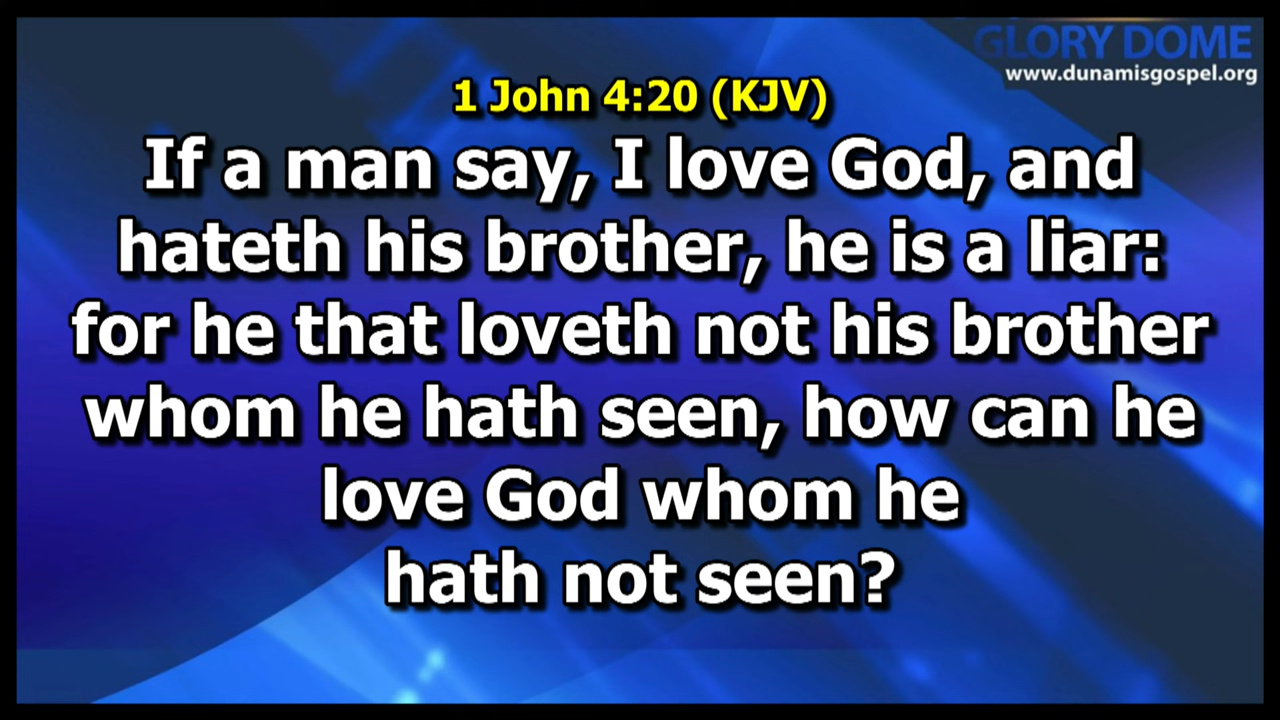 GLORY DOME
www.dunamisgospel.org
1 John 4:20 (KJV)
If a man say, I love God, and
hateth his brother, he is a liar:
for he that loveth not his brother
whom he hath seen, how can he
love God whom he
hath not seen?